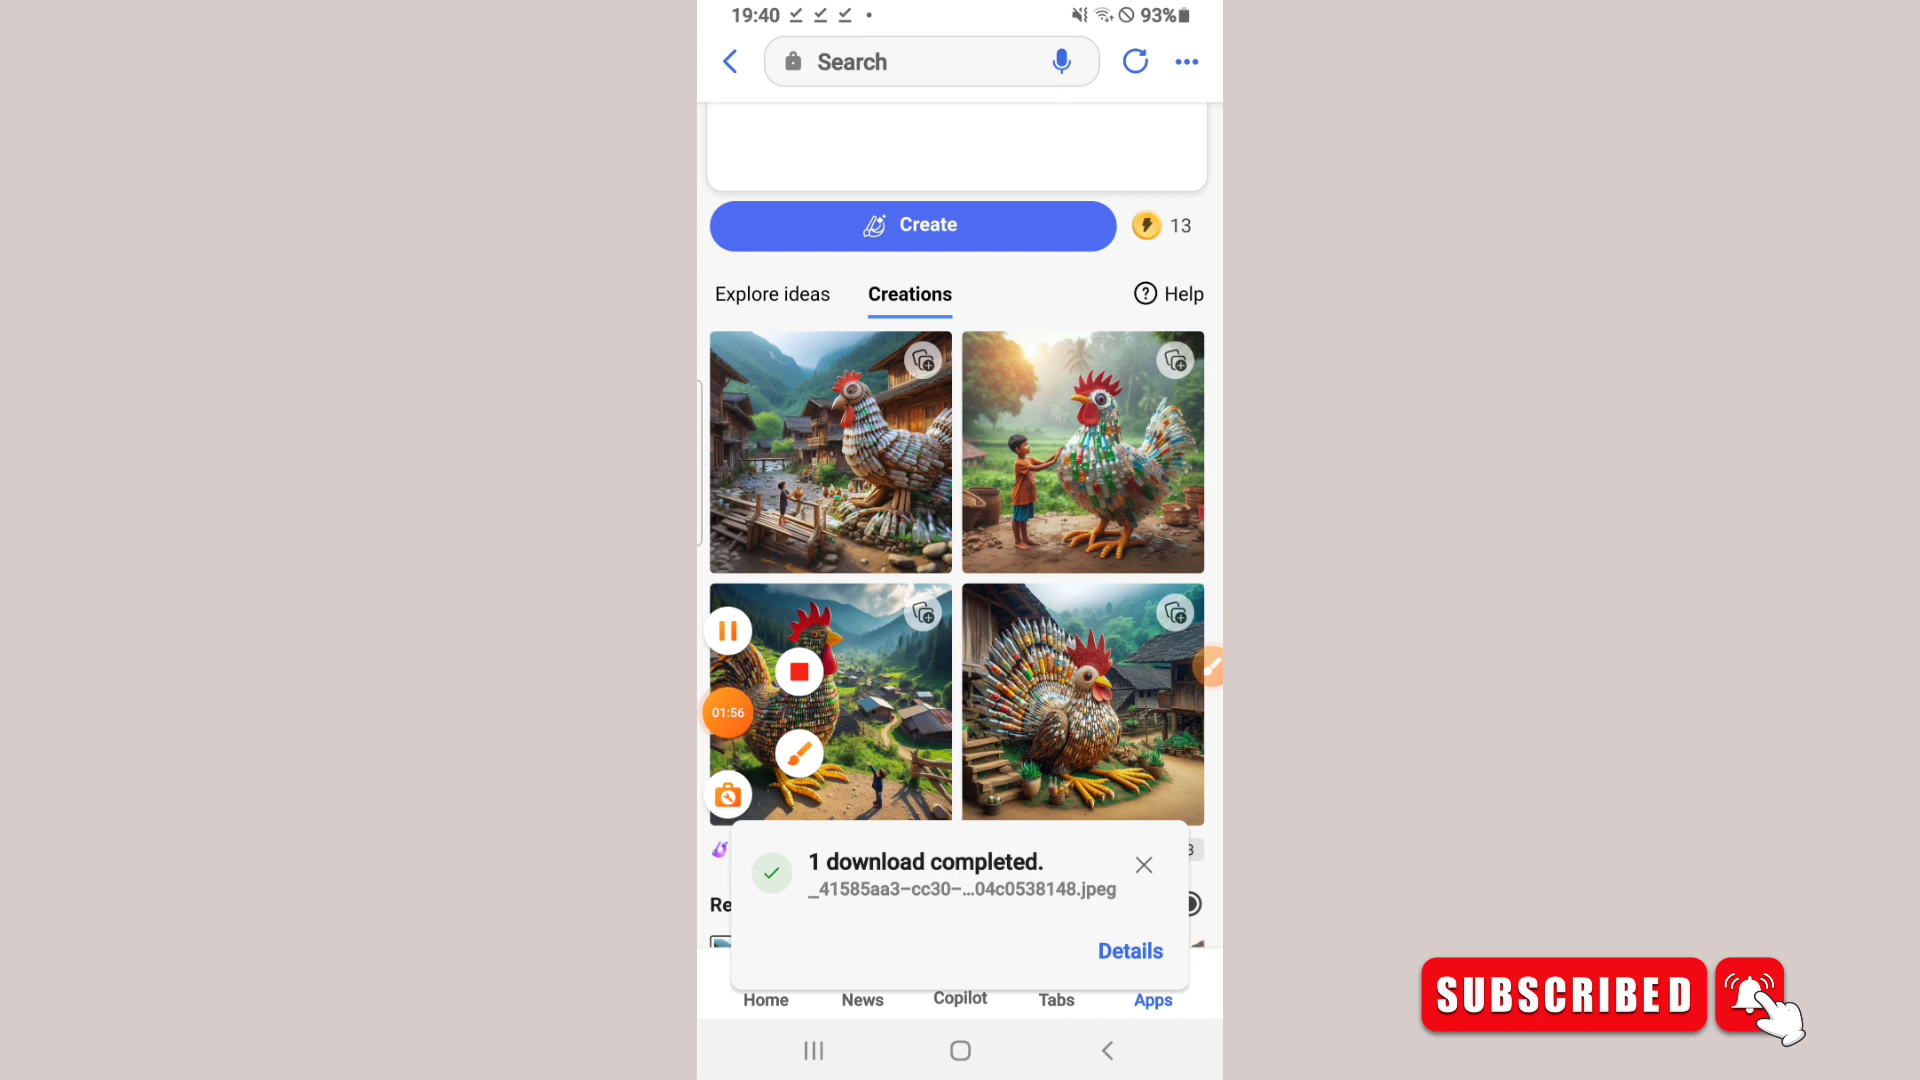 19:40
93%
Search
Create
13
Explore ideas
Creations
Help
01:56
3
1 download completed.
_41585aa3-cc30-...04c0538148.jpeg
Re
Details
Home
News
Copilot
Tabs
Apps
SUBSCRIBED